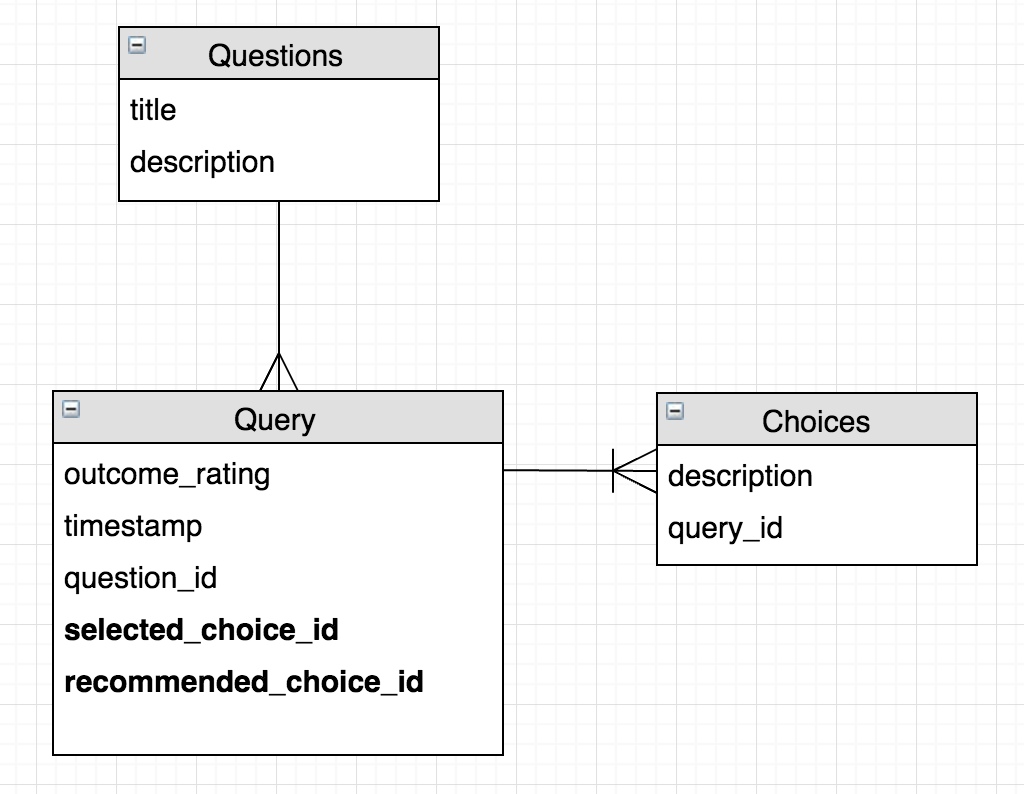 Questions
title
description
Query
outcome_rating
timestamp
question_id
selected_choice_id
recommended_choice_id
Choices
description
query_id